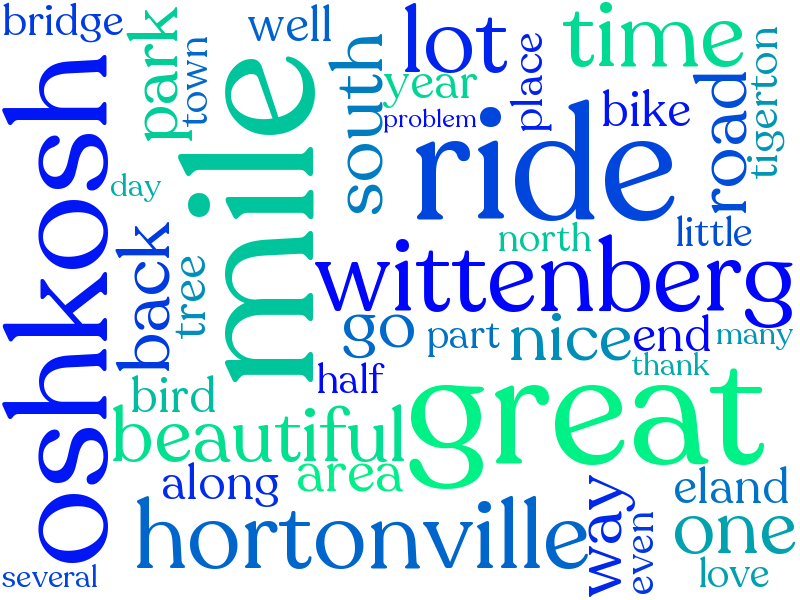 bridge
park
town
well
lot
time
oshkosh
mile
south
year
problem
place
bike
road
tigerton
ride
day
back
tree
north
little
wittenberg
go
part
nice
end
many
thank
half
bird
beautiful
area
great
along
hortonville
way
even
eland
one
love
several